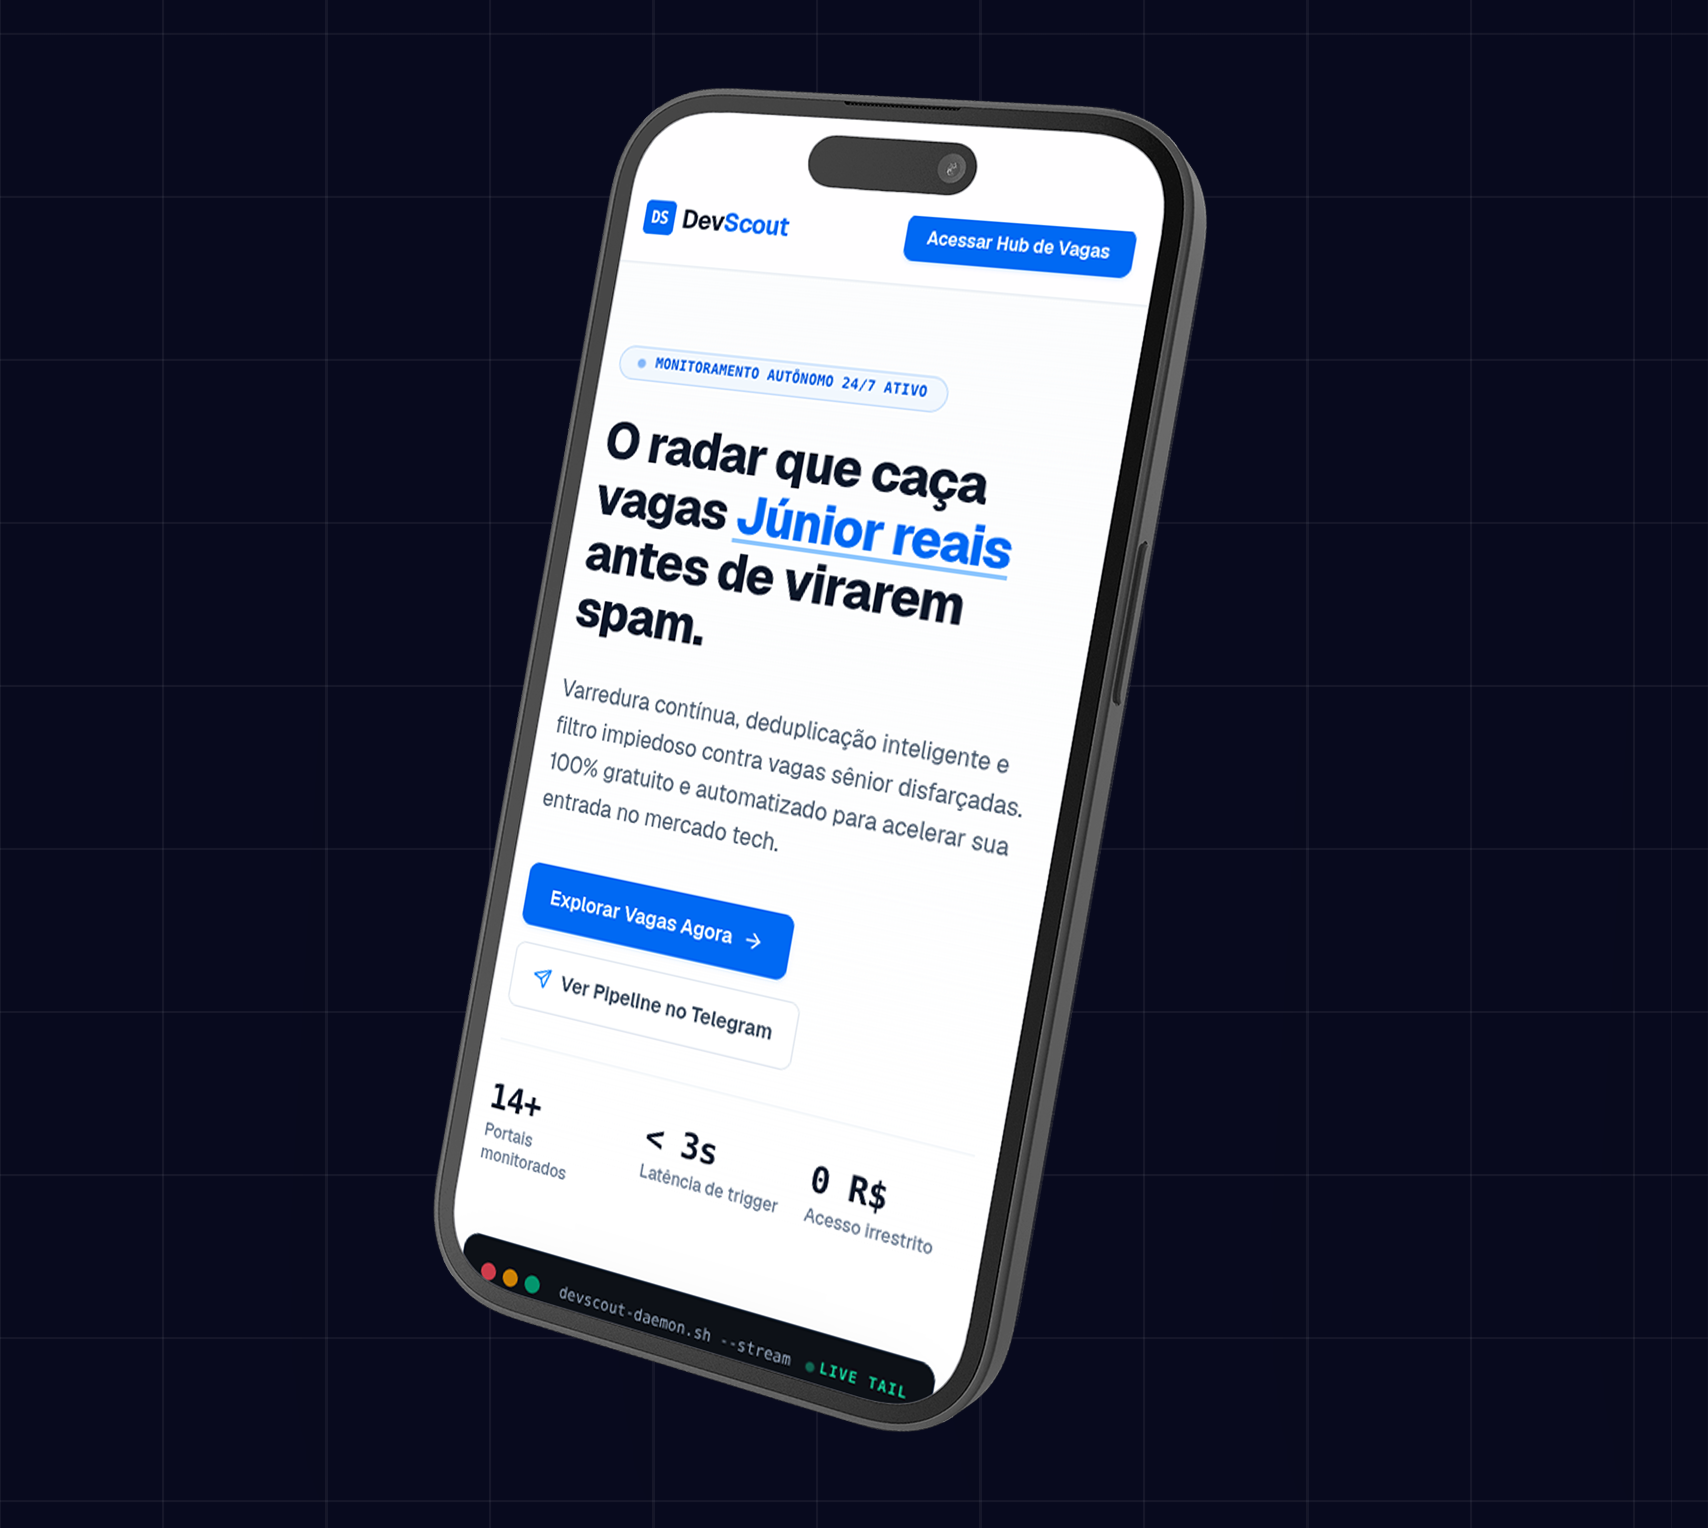 DS DevScout
Acessar Hub de Vagas
MONITORAMENTO AUTÔNOMO 24/7 ATIVO
O radar que caça
vagas Júnior reais
antes de virarem
spam.
Varredura contínua, deduplicação inteligente e
filtro impiedoso contra vagas sênior disfarçadas.
100% gratuito e automatizado para acelerar sua
entrada no mercado tech.
Explorar Vagas Agora →
Ver Pipeline no Telegram
14+
Portais
monitorados
< 3s
Latência de trigger
0 R$
Acesso irrestrito
devscout-daemon.sh --stream
LIVE TAIL